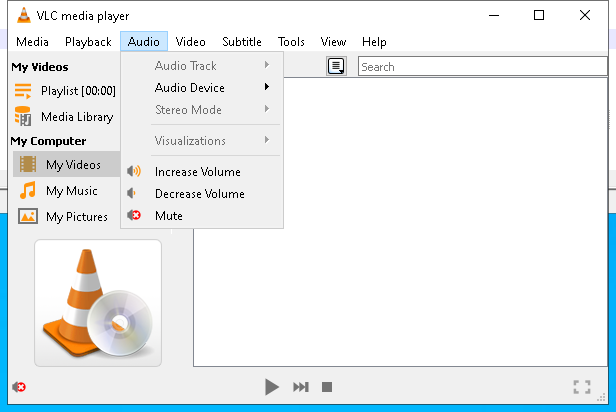 VLC media player
Media Playback Audio Video Subtitle Tools View Help
My Videos
Playlist [00:00]
Media Library
My Computer
My Videos
My Music
My Pictures
Audio Track
Audio Device
Stereo Mode
Visualizations
Increase Volume
Decrease Volume
Mute
Search